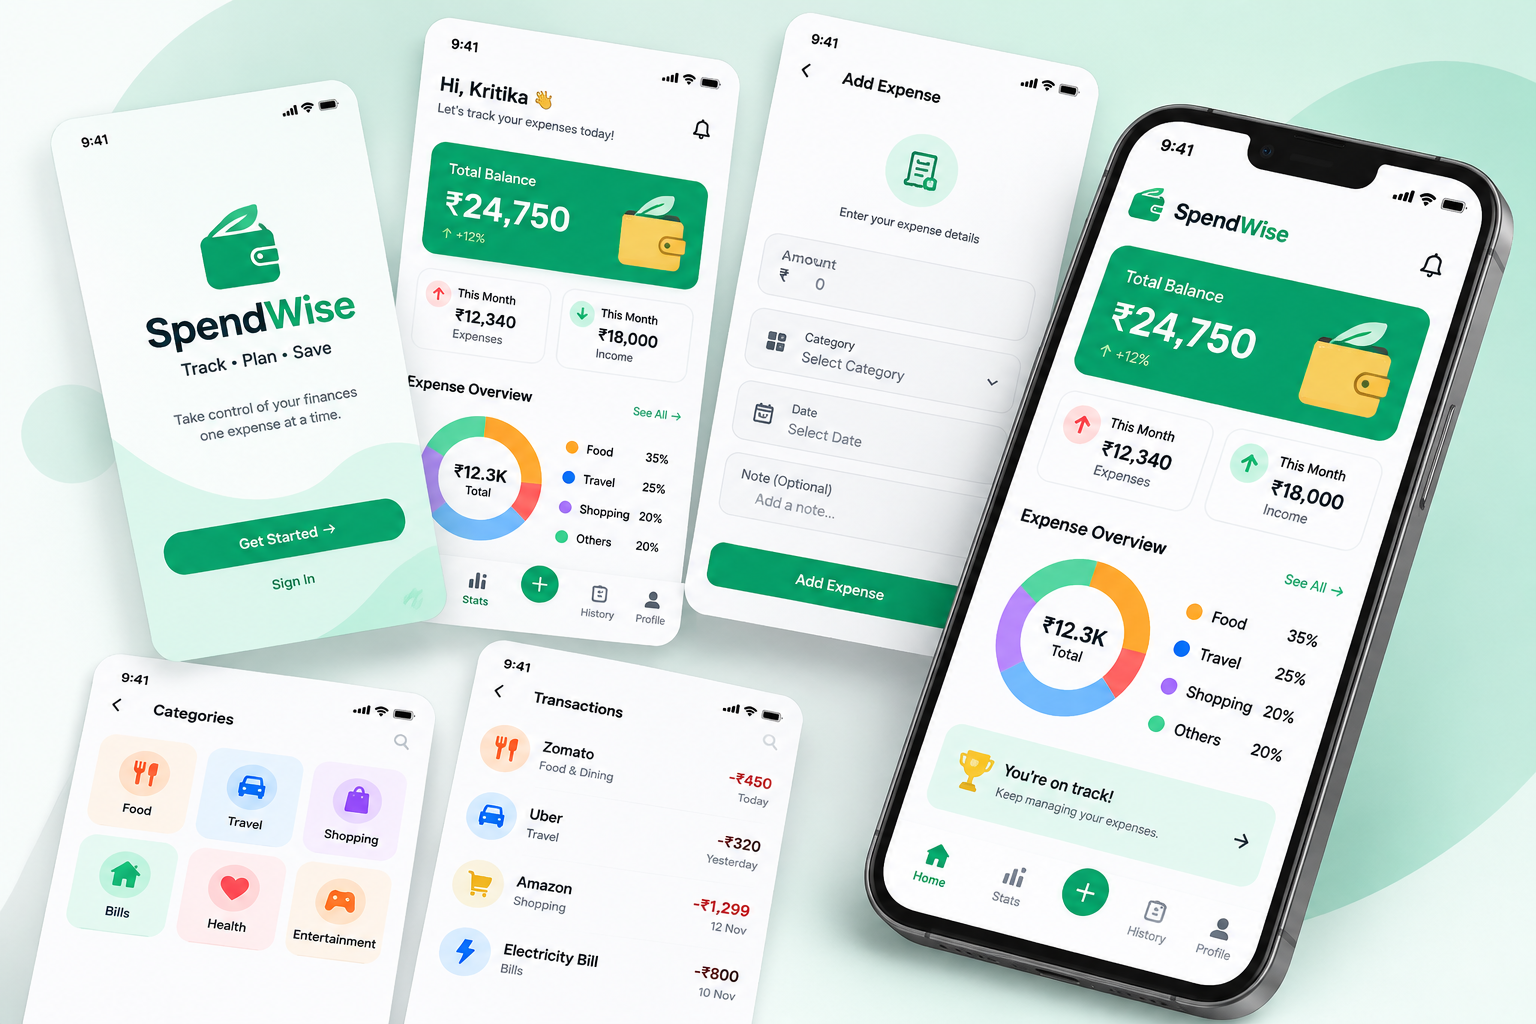 9:41
SpendWise
Track • Plan • Save
Take control of your finances
one expense at a time.
Get Started →
Sign In
9:41
Hi, Kritika 👋
Let's track your expenses today!
Total Balance
₹24,750
↑ +12%
This Month
₹12,340
Expenses
This Month
₹18,000
Income
Expense Overview
See All →
₹12.3K
Total
Food 35%
Travel 25%
Shopping 20%
Others 20%
Stats
History
Profile
9:41
Add Expense
Enter your expense details
Amount
₹ 0
Category
Select Category
Date
Select Date
Note (Optional)
Add a note...
Add Expense
9:41
SpendWise
Total Balance
₹24,750
↑ +12%
This Month
₹12,340
Expenses
This Month
₹18,000
Income
Expense Overview
See All →
₹12.3K
Total
Food 35%
Travel 25%
Shopping 20%
Others 20%
You're on track!
Keep managing your expenses.
Home
Stats
History
Profile
9:41
Categories
Food
Travel
Shopping
Bills
Health
Entertainment
9:41
Transactions
Zomato
Food & Dining
-₹450
Today
Uber
Travel
-₹320
Yesterday
Amazon
Shopping
-₹1,299
12 Nov
Electricity Bill
Bills
-₹800
10 Nov